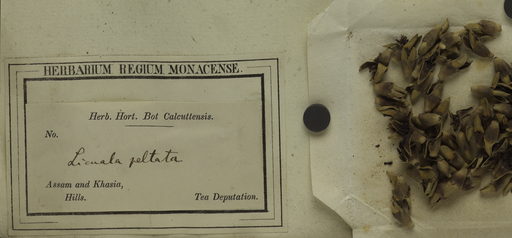 HERBARIUM REGIUM MONACENSE.
Herb. Hort. Bot Calcuttensis.
No.
Licuala peltata
Assam and Khasia,
Hills. Tea Deputation.